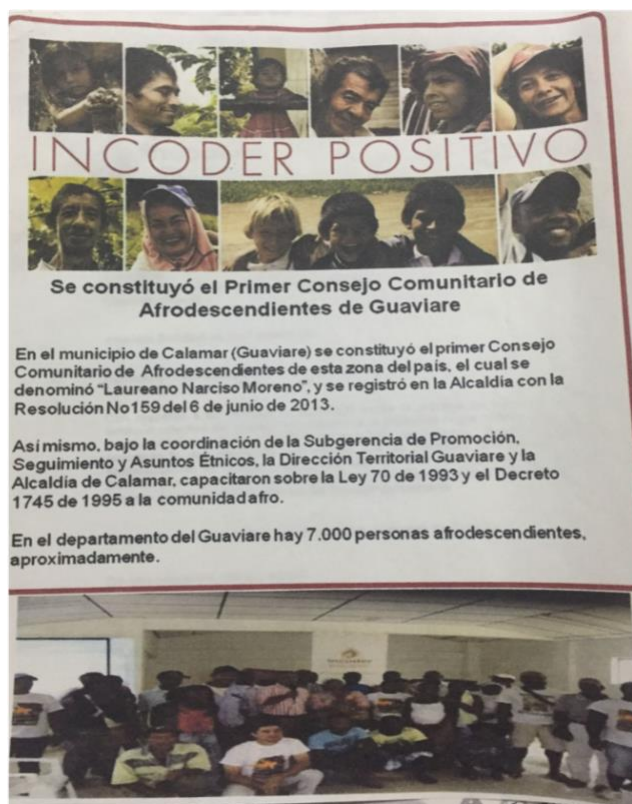 INCODER POSITIVO
Se constituyó el Primer Consejo Comunitario de
Afrodescendientes de Guaviare
En el municipio de Calamar (Guaviare) se constituyó el primer Consejo
Comunitario de Afrodescendientes de esta zona del país, el cual se
denominó “Laureano Narciso Moreno”, y se registró en la Alcaldía con la
Resolución No159 del 6 de junio de 2013.
Así mismo, bajo la coordinación de la Subgerencia de Promoción,
Seguimiento y Asuntos Étnicos, la Dirección Territorial Guaviare y la
Alcaldía de Calamar, capacitaron sobre la Ley 70 de 1993 y el Decreto
1745 de 1995 a la comunidad afro.
En el departamento del Guaviare hay 7.000 personas afrodescendientes,
aproximadamente.